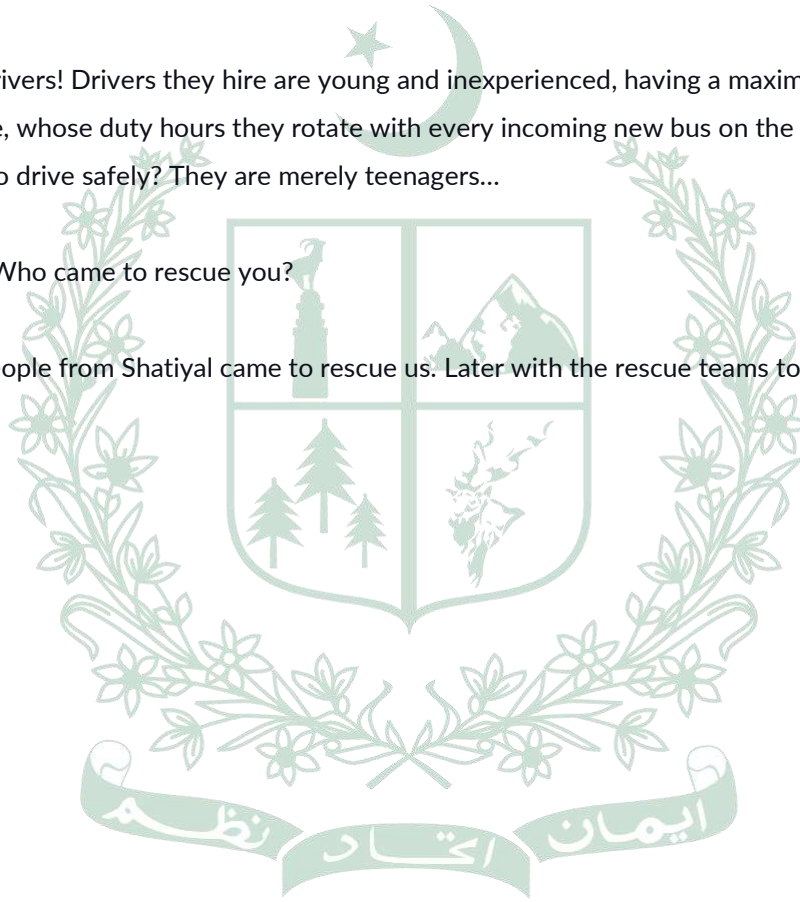 rivers! Drivers they hire are young and inexperienced, having a maxim
e, whose duty hours they rotate with every incoming new bus on the
o drive safely? They are merely teenagers...
Who came to rescue you?
ople from Shatiyal came to rescue us. Later with the rescue teams to
ایمان اتحاد نظم